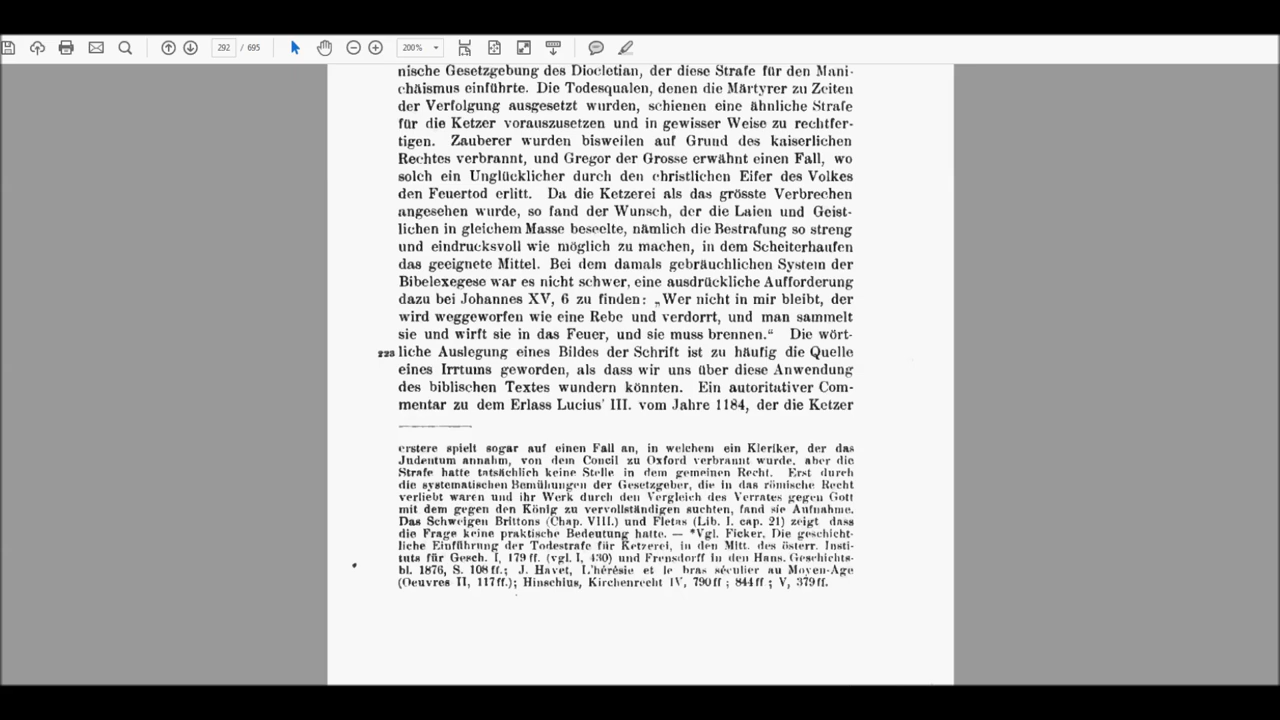 292 / 695
200%
nische Gesetzgebung des Diocletian, der diese Strafe für den Mani-
chäismus einführte. Die Todesqualen, denen die Märtyrer zu Zeiten
der Verfolgung ausgesetzt wurden, schienen eine ähnliche Strafe
für die Ketzer vorauszusetzen und in gewisser Weise zu rechtfer-
tigen. Zauberer wurden bisweilen auf Grund des kaiserlichen
Rechtes verbrannt, und Gregor der Grosse erwähnt einen Fall, wo
solch ein Unglücklicher durch den christlichen Eifer des Volkes
den Feuertod erlitt. Da die Ketzerei als das grösste Verbrechen
angesehen wurde, so fand der Wunsch, der die Laien und Geist-
lichen in gleichem Masse beseelte, nämlich die Bestrafung so streng
und eindrucksvoll wie möglich zu machen, in dem Scheiterhaufen
das geeignete Mittel. Bei dem damals gebräuchlichen System der
Bibelexegese war es nicht schwer, eine ausdrückliche Aufforderung
dazu bei Johannes XV, 6 zu finden: „Wer nicht in mir bleibt, der
wird weggeworfen wie eine Rebe und verdorrt, und man sammelt
sie und wirft sie in das Feuer, und sie muss brennen.“ Die wört-
223 liche Auslegung eines Bildes der Schrift ist zu häufig die Quelle
eines Irrtums geworden, als dass wir uns über diese Anwendung
des biblischen Textes wundern könnten. Ein autoritativer Com-
mentar zu dem Erlass Lucius' III. vom Jahre 1184, der die Ketzer
erstere spielt sogar auf einen Fall an, in welchem ein Kleriker, der das
Judentum annahm, von dem Concil zu Oxford verbrannt wurde, aber die
Strafe hatte tatsächlich keine Stelle in dem gemeinen Recht. Erst durch
die systematischen Bemühungen der Gesetzgeber, die in das römische Recht
verliebt waren und ihr Werk durch den Vergleich des Verrates gegen Gott
mit dem gegen den König zu vervollständigen suchten, fand sie Aufnahme.
Das Schweigen Brittons (Chap. VIII.) und Fletas (Lib. I. cap. 21) zeigt dass
die Frage keine praktische Bedeutung hatte. — *Vgl. Ficker, Die geschicht-
liche Einführung der Todestrafe für Ketzerei, in den Mitt. des österr. Insti-
tuts für Gesch. I, 179 ff. (vgl. I, 430) und Frensdorff in den Hans. Geschichts-
bl. 1876, S. 108 ff.; J. Havet, L'hérésie et le bras séculier au Moyen-Age
(Oeuvres II, 117 ff.); Hinschius, Kirchenrecht IV, 790 ff ; 844 ff ; V, 379 ff.